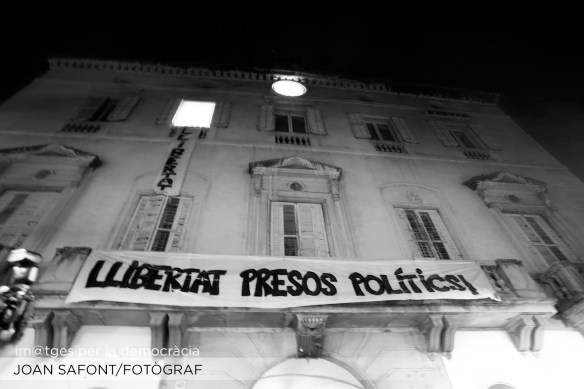 LLIBERTAT
LLIBERTAT PRESOS POLÍTICS!
im@tges per la democràcia
JOAN SAFONT/FOTÒGRAF